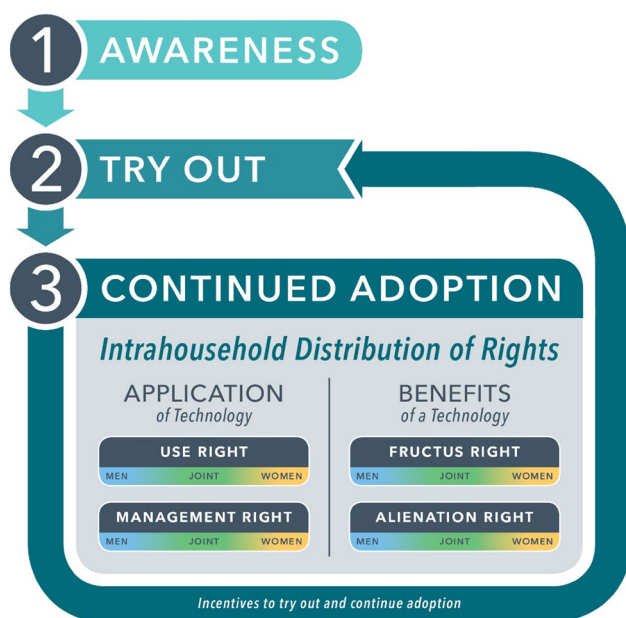 1 AWARENESS
2 TRY OUT
3 CONTINUED ADOPTION
Intrahousehold Distribution of Rights
APPLICATION
of Technology
USE RIGHT
MEN JOINT WOMEN
MANAGEMENT RIGHT
MEN JOINT WOMEN
BENEFITS
of a Technology
FRUCTUS RIGHT
MEN JOINT WOMEN
ALIENATION RIGHT
MEN JOINT WOMEN
Incentives to try out and continue adoption